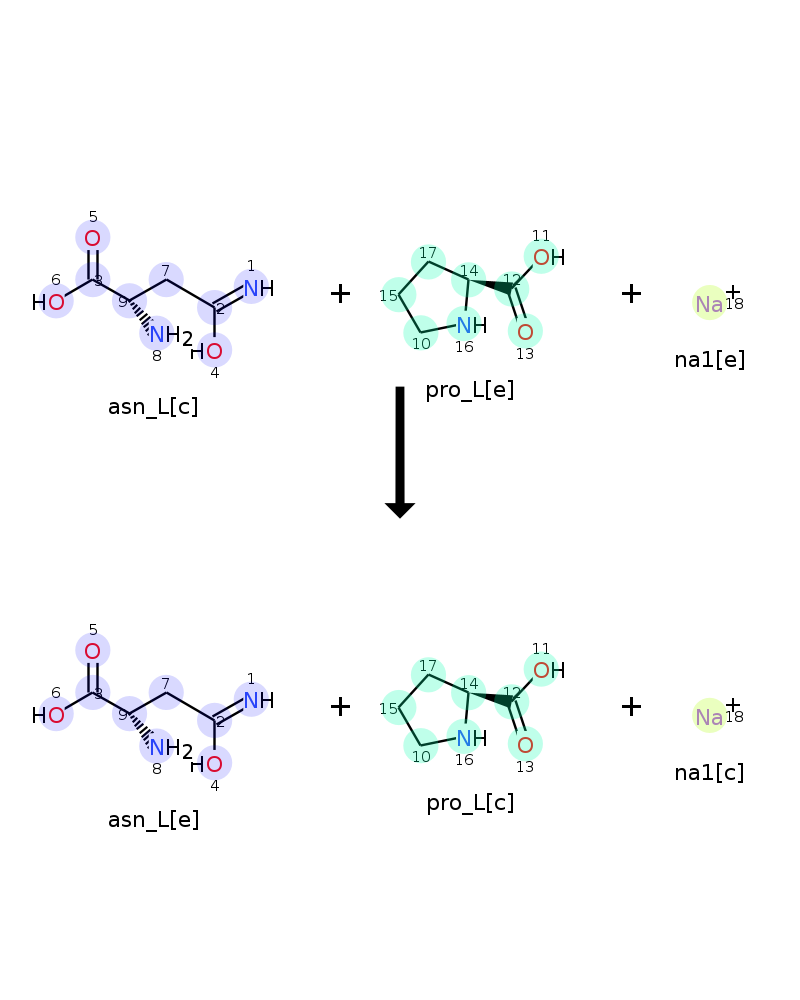 5
6
3
9
7
1
2
8
4
O
HO
NH2
NH
HO
asn_L[c]
+
11
17
14
12
15
10
16
13
OH
NH
O
pro_L[e]
+
Na+
18
na1[e]
5
6
3
9
7
1
2
8
4
O
HO
NH2
NH
HO
asn_L[e]
+
11
17
14
12
15
10
16
13
OH
NH
O
pro_L[c]
+
Na+
18
na1[c]